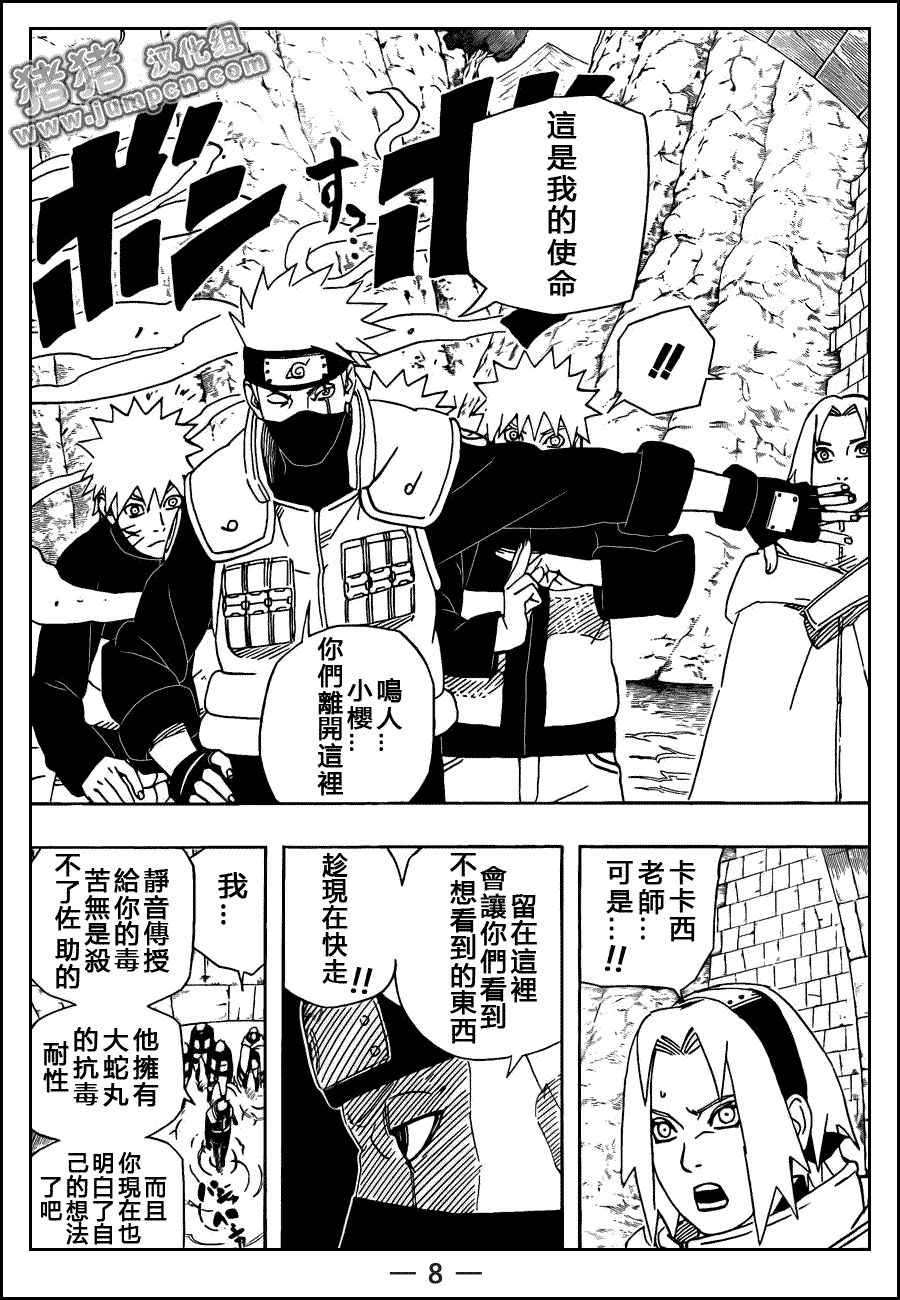 猪猪 汉化组
www.jumpcn.com
這是我的使命
!!
ボンッ
す?
ボ
鳴人…
小櫻…
你們離開這裡
卡卡西
老師…
可是…!!
留在這裡
會讓你們看到
不想看到的東西
趁現在快走!!
我…
靜音傳授
給你的毒
苦無是殺
不了佐助的
他擁有
大蛇丸
的抗毒
耐性
而且
你現在也
明白了自
己的想法
了吧
— 8 —